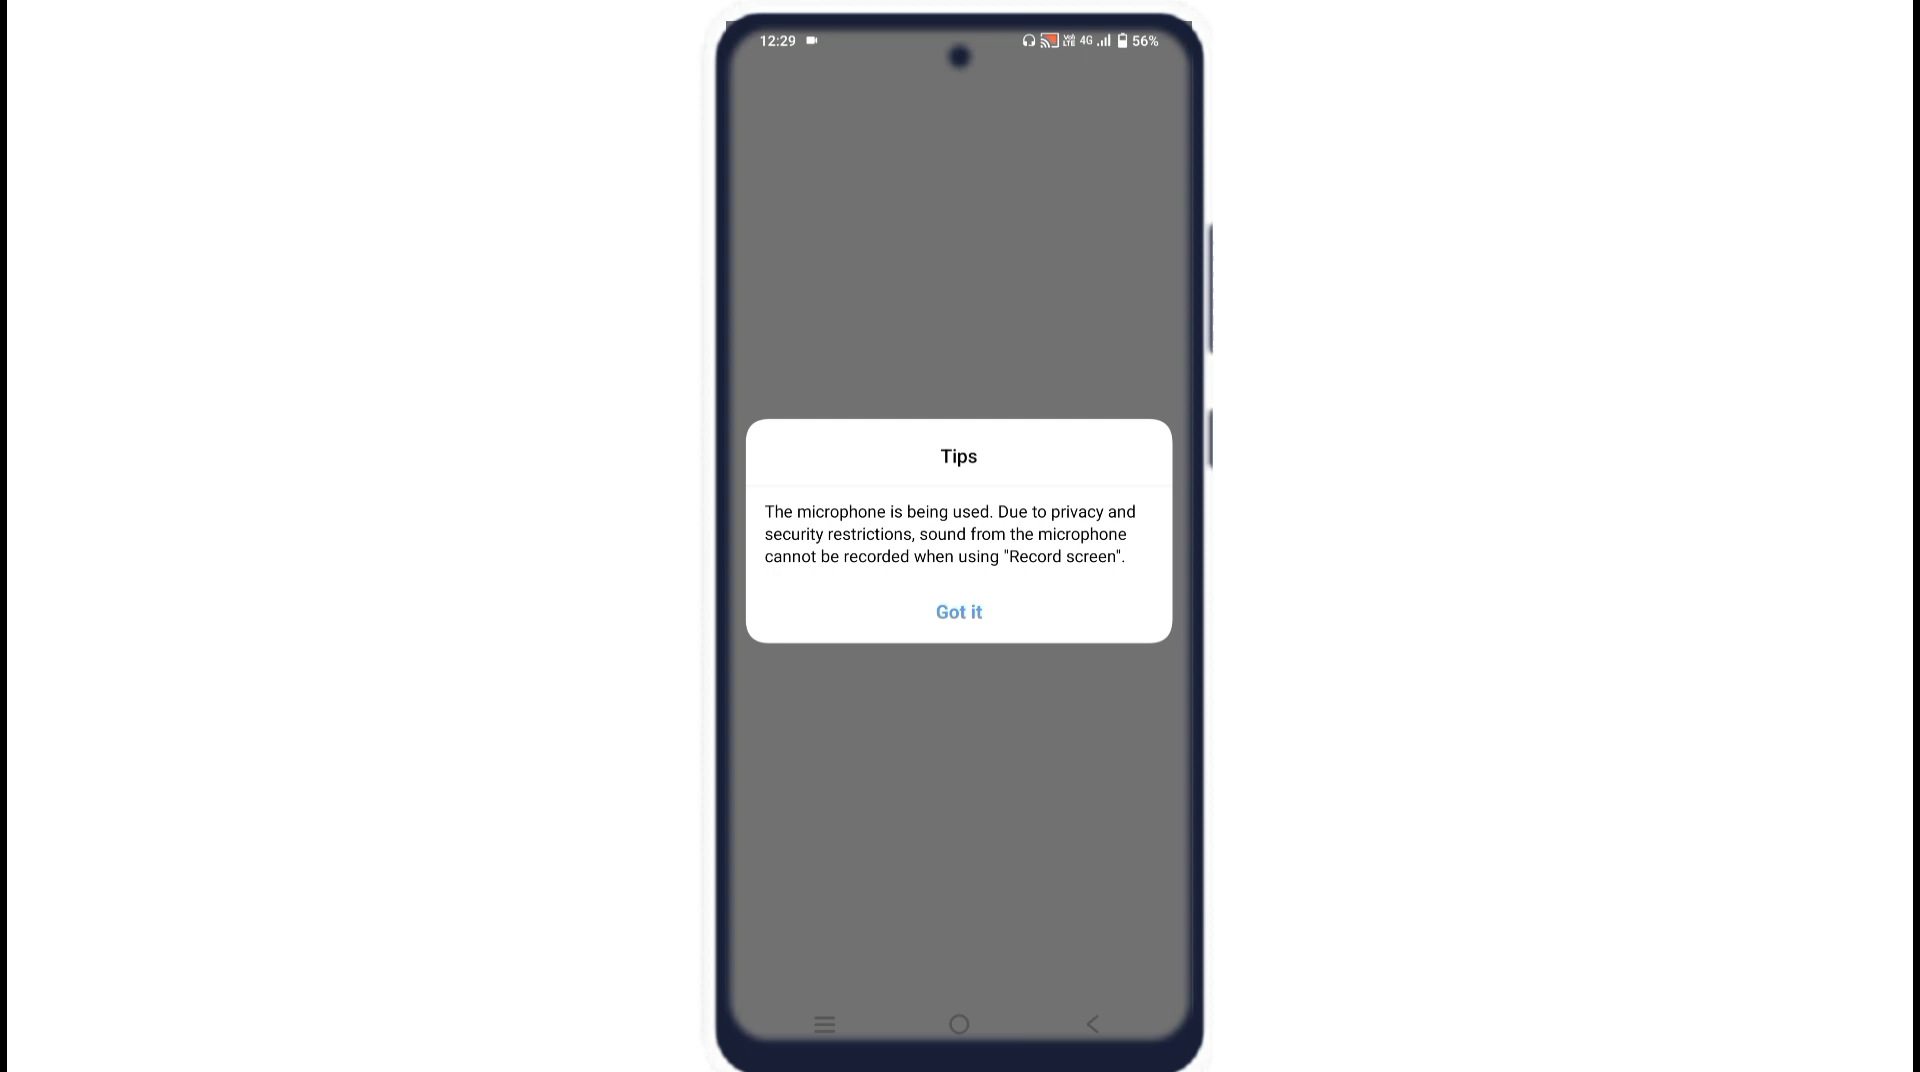 12:29
4G 56%
Tips
The microphone is being used. Due to privacy and
security restrictions, sound from the microphone
cannot be recorded when using "Record screen".
Got it